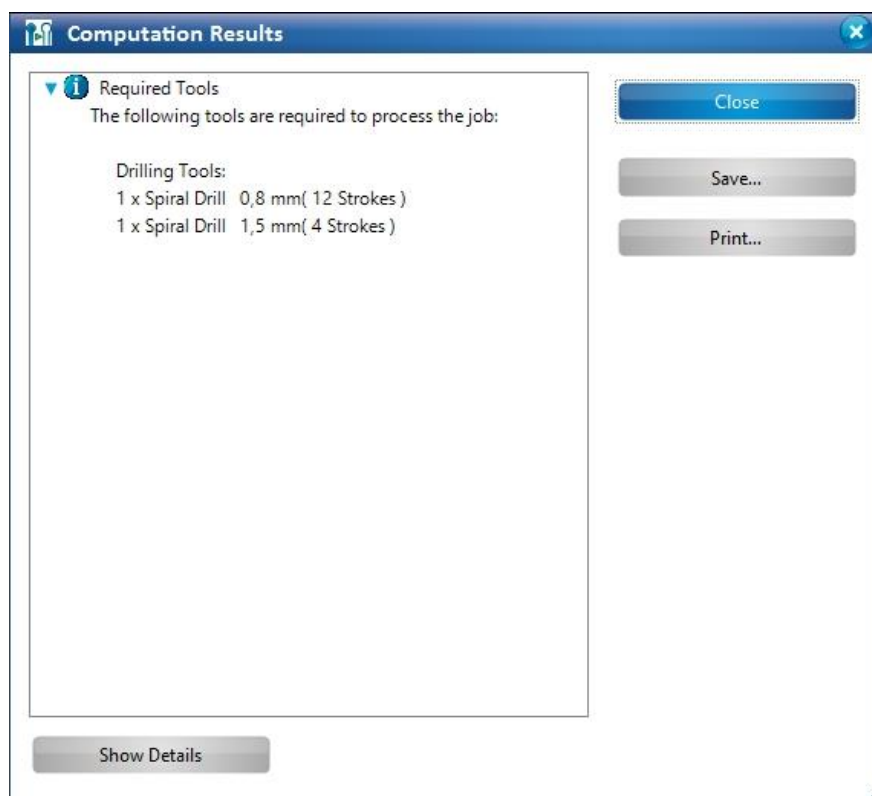 Computation Results
Required Tools
The following tools are required to process the job:
Drilling Tools:
1 x Spiral Drill 0,8 mm( 12 Strokes )
1 x Spiral Drill 1,5 mm( 4 Strokes )
Close
Save...
Print...
Show Details